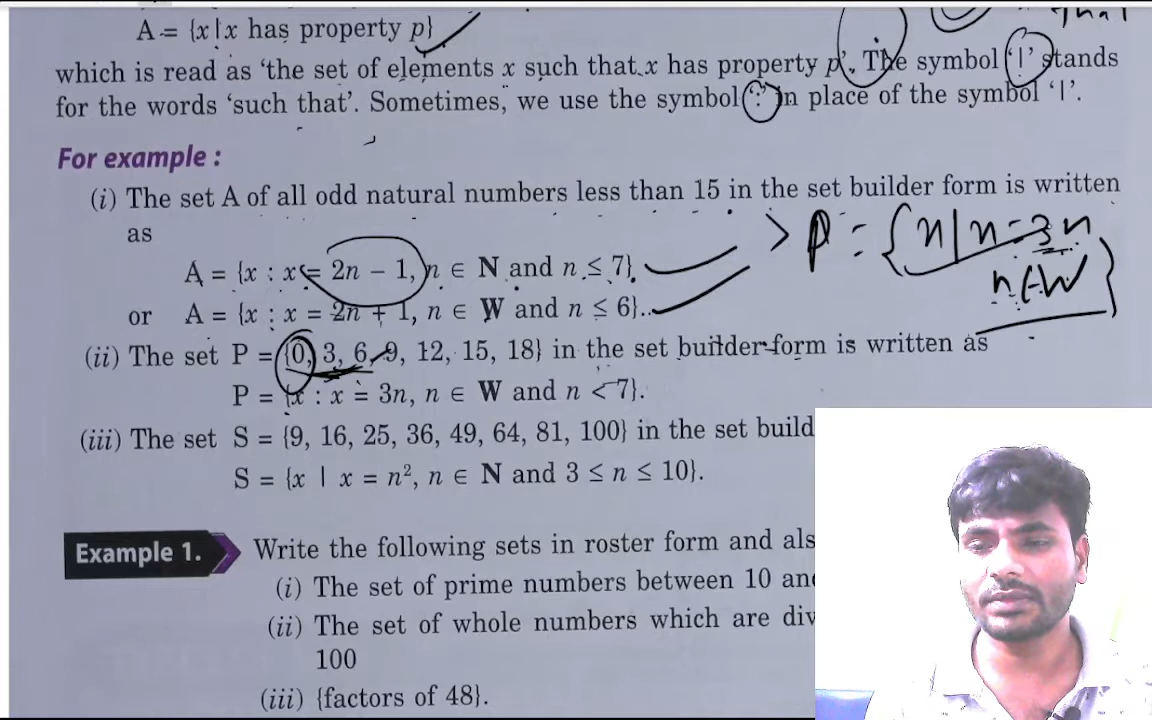 that
A = {x | x has property p}
which is read as ‘the set of elements x such that x has property p’. The symbol ‘|’ stands
for the words ‘such that’. Sometimes, we use the symbol ‘:’ in place of the symbol ‘|’.
For example :
(i) The set A of all odd natural numbers less than 15 in the set builder form is written
as
P = {x | x = 3n
n ∈ W}
A = {x : x = 2n – 1, n ∈ N and n ≤ 7}
or A = {x : x = 2n + 1, n ∈ W and n ≤ 6}.
(ii) The set P = {0, 3, 6, 9, 12, 15, 18} in the set builder form is written as
P = {x : x = 3n, n ∈ W and n < 7}.
(iii) The set S = {9, 16, 25, 36, 49, 64, 81, 100} in the set build
S = {x | x = n², n ∈ N and 3 ≤ n ≤ 10}.
Example 1. Write the following sets in roster form and als
(i) The set of prime numbers between 10 an
(ii) The set of whole numbers which are div
100
(iii) {factors of 48}.